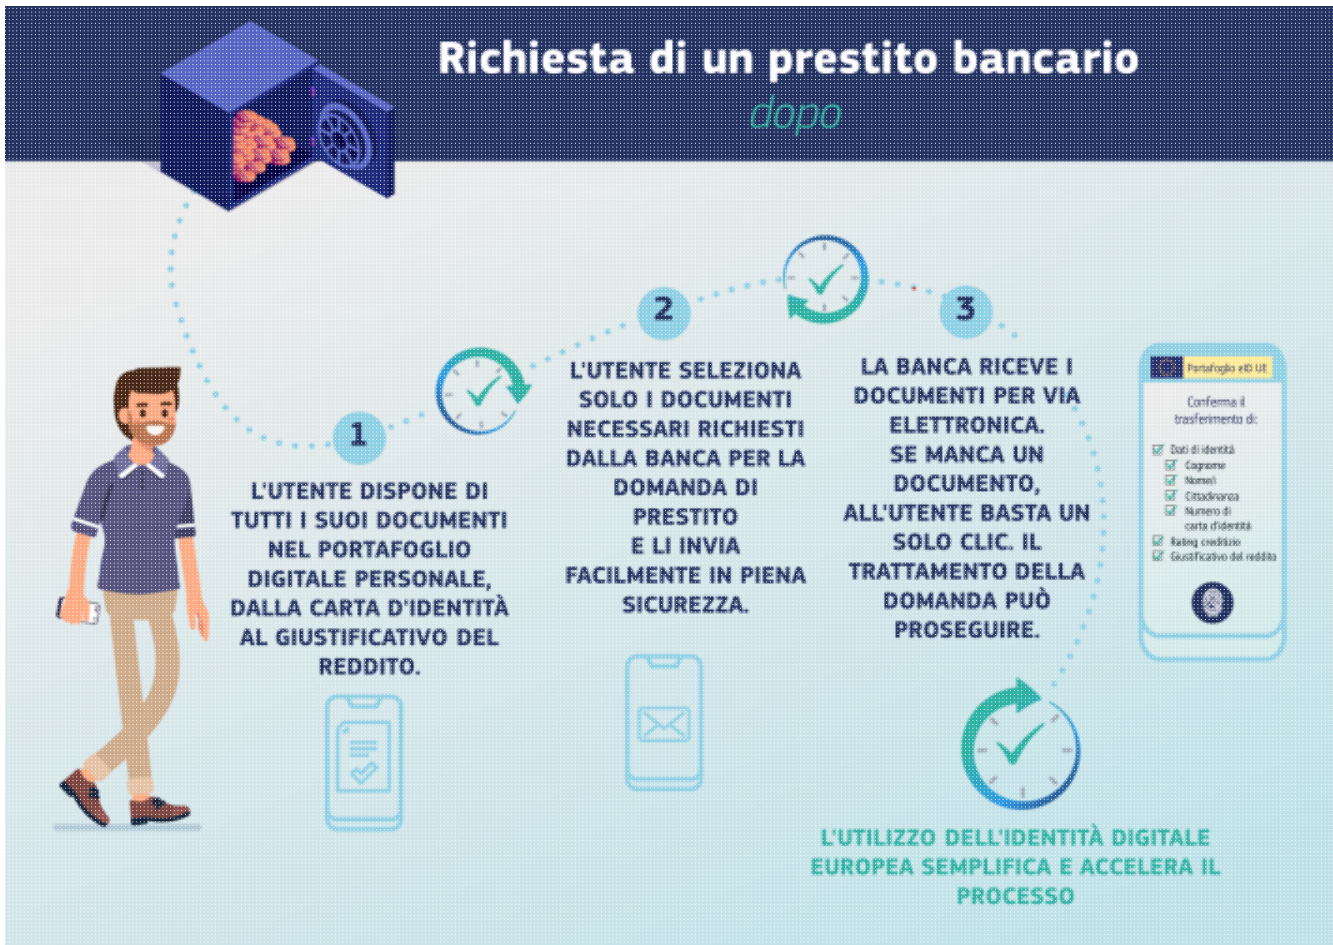 Richiesta di un prestito bancario
dopo
1
L'UTENTE DISPONE DI
TUTTI I SUOI DOCUMENTI
NEL PORTAFOGLIO
DIGITALE PERSONALE,
DALLA CARTA D'IDENTITÀ
AL GIUSTIFICATIVO DEL
REDDITO.
2
L'UTENTE SELEZIONA
SOLO I DOCUMENTI
NECESSARI RICHIESTI
DALLA BANCA PER LA
DOMANDA DI
PRESTITO
E LI INVIA
FACILMENTE IN PIENA
SICUREZZA.
3
LA BANCA RICEVE I
DOCUMENTI PER VIA
ELETTRONICA.
SE MANCA UN
DOCUMENTO,
ALL'UTENTE BASTA UN
SOLO CLIC. IL
TRATTAMENTO DELLA
DOMANDA PUÒ
PROSEGUIRE.
Portafoglio eID UE
Conferma il
trasferimento di:
Dati di identità
Cognome
Nome/i
Cittadinanza
Numero di
carta d'identità
Rating creditizio
Giustificativo del reddito
L'UTILIZZO DELL'IDENTITÀ DIGITALE
EUROPEA SEMPLIFICA E ACCELERA IL
PROCESSO